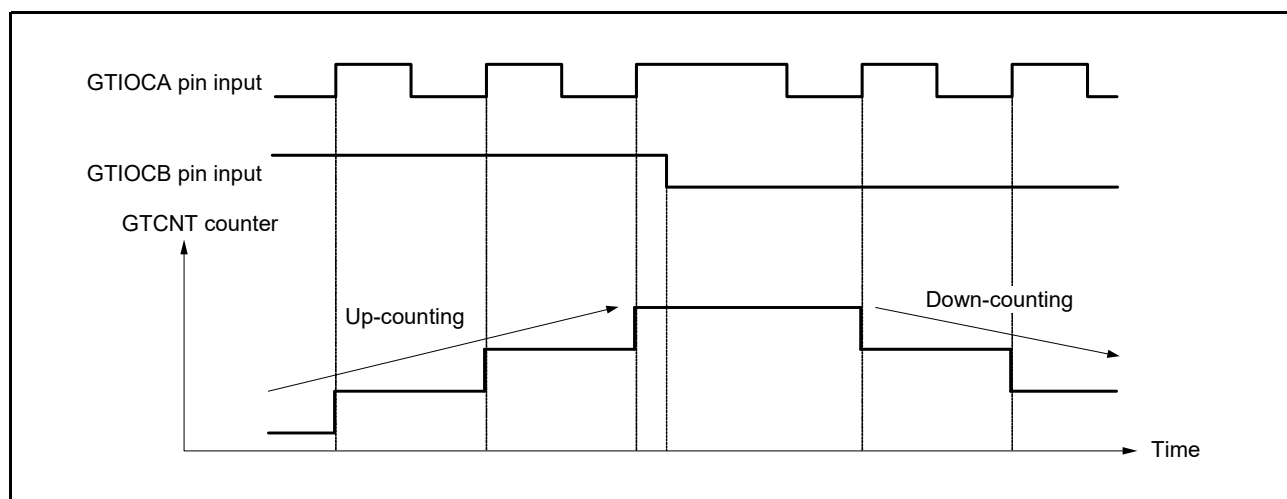 GTIOCA pin input
GTIOCB pin input
GTCNT counter
Up-counting
Down-counting
Time